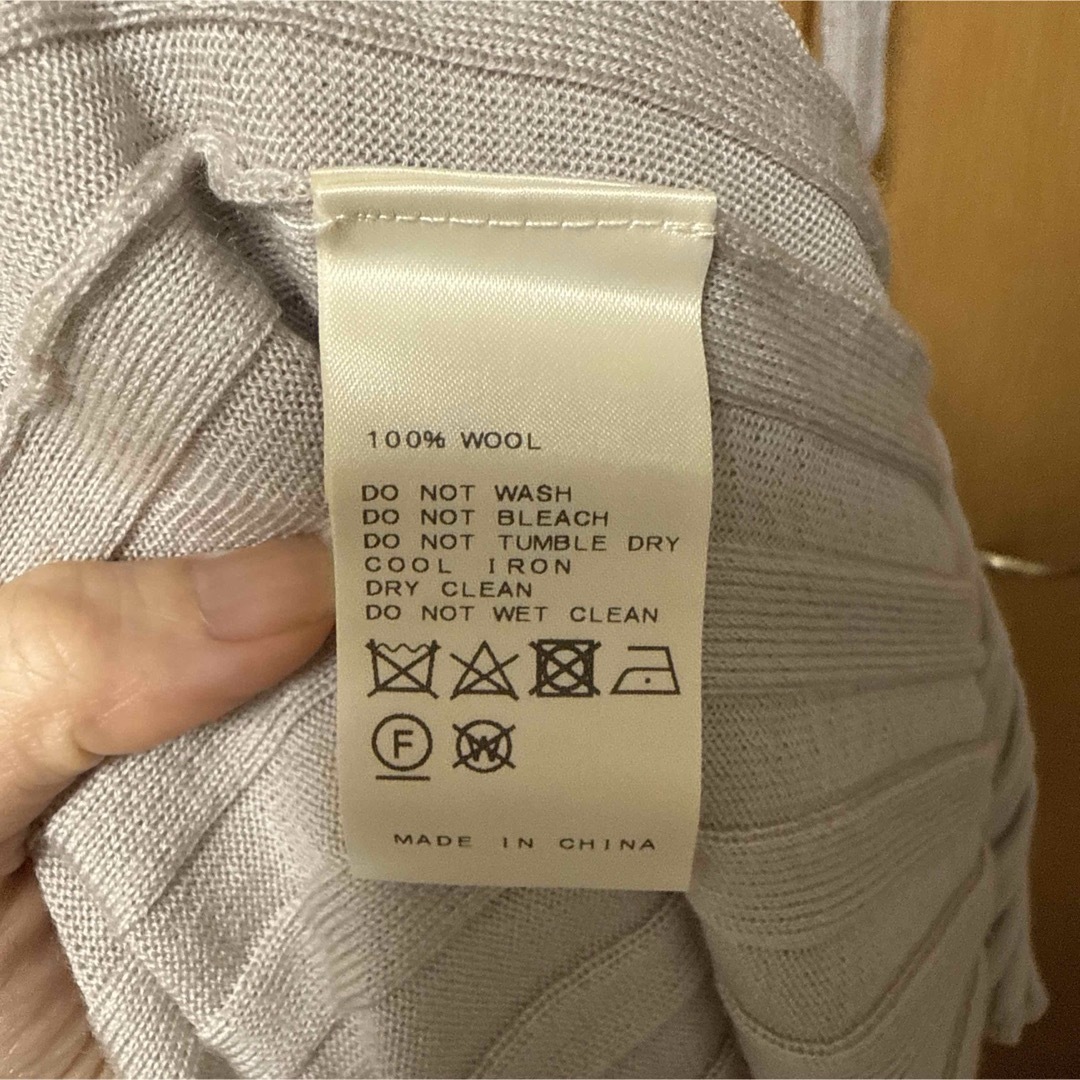 100% WOOL
DO NOT WASH
DO NOT BLEACH
DO NOT TUMBLE DRY
COOL IRON
DRY CLEAN
DO NOT WET CLEAN
F W
MADE IN CHINA